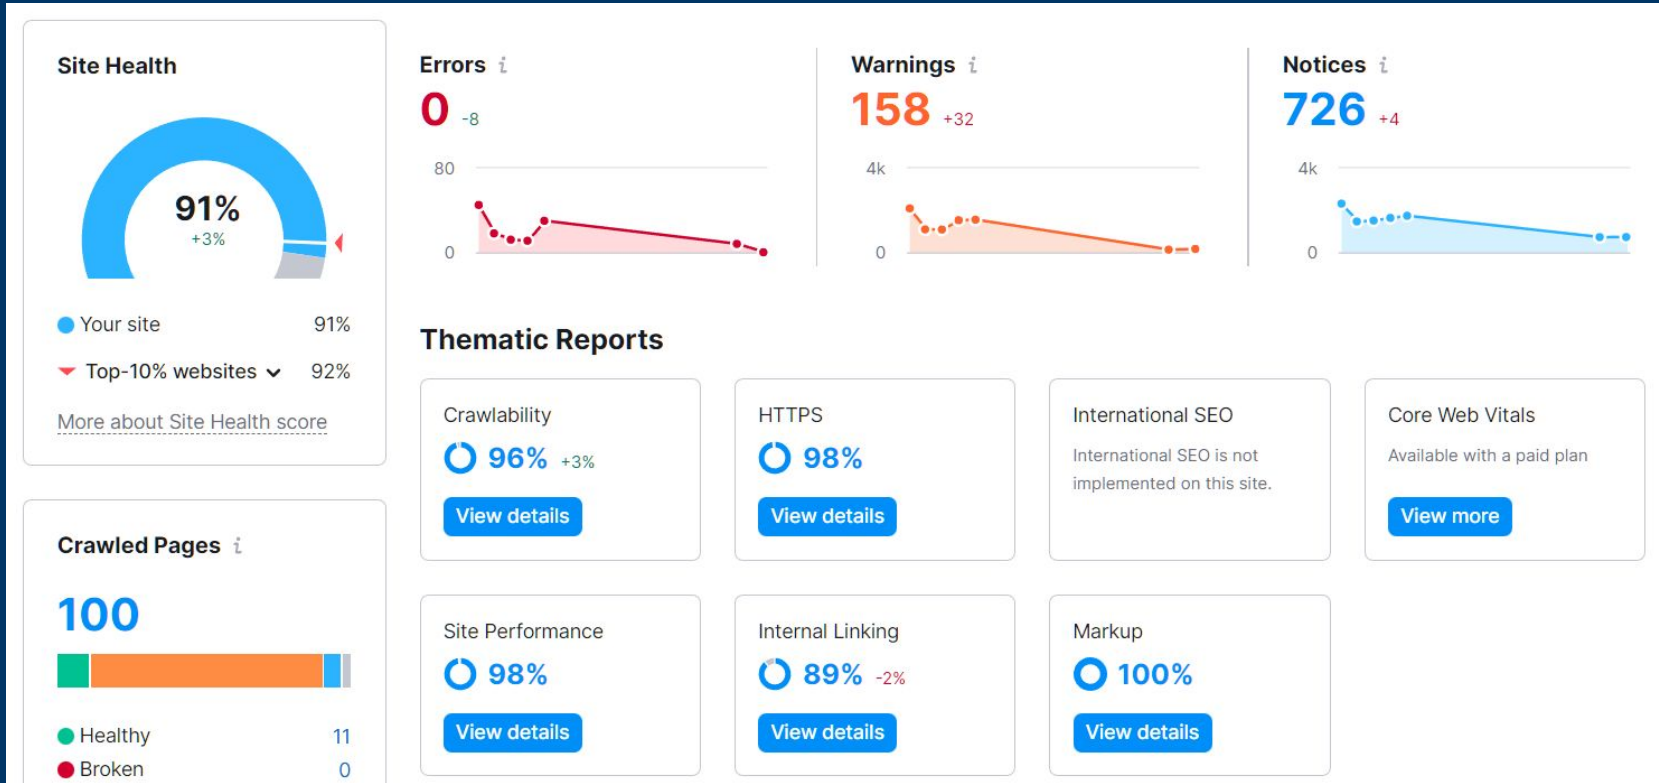 Site Health
91%
+3%
Your site 91%
Top-10% websites 92%
More about Site Health score
Crawled Pages i
100
Healthy 11
Broken 0
Errors i
0 -8
80
0
Warnings i
158 +32
4k
0
Notices i
726 +4
4k
0
Thematic Reports
Crawlability
96% +3%
View details
HTTPS
98%
View details
International SEO
International SEO is not
implemented on this site.
Core Web Vitals
Available with a paid plan
View more
Site Performance
98%
View details
Internal Linking
89% -2%
View details
Markup
100%
View details